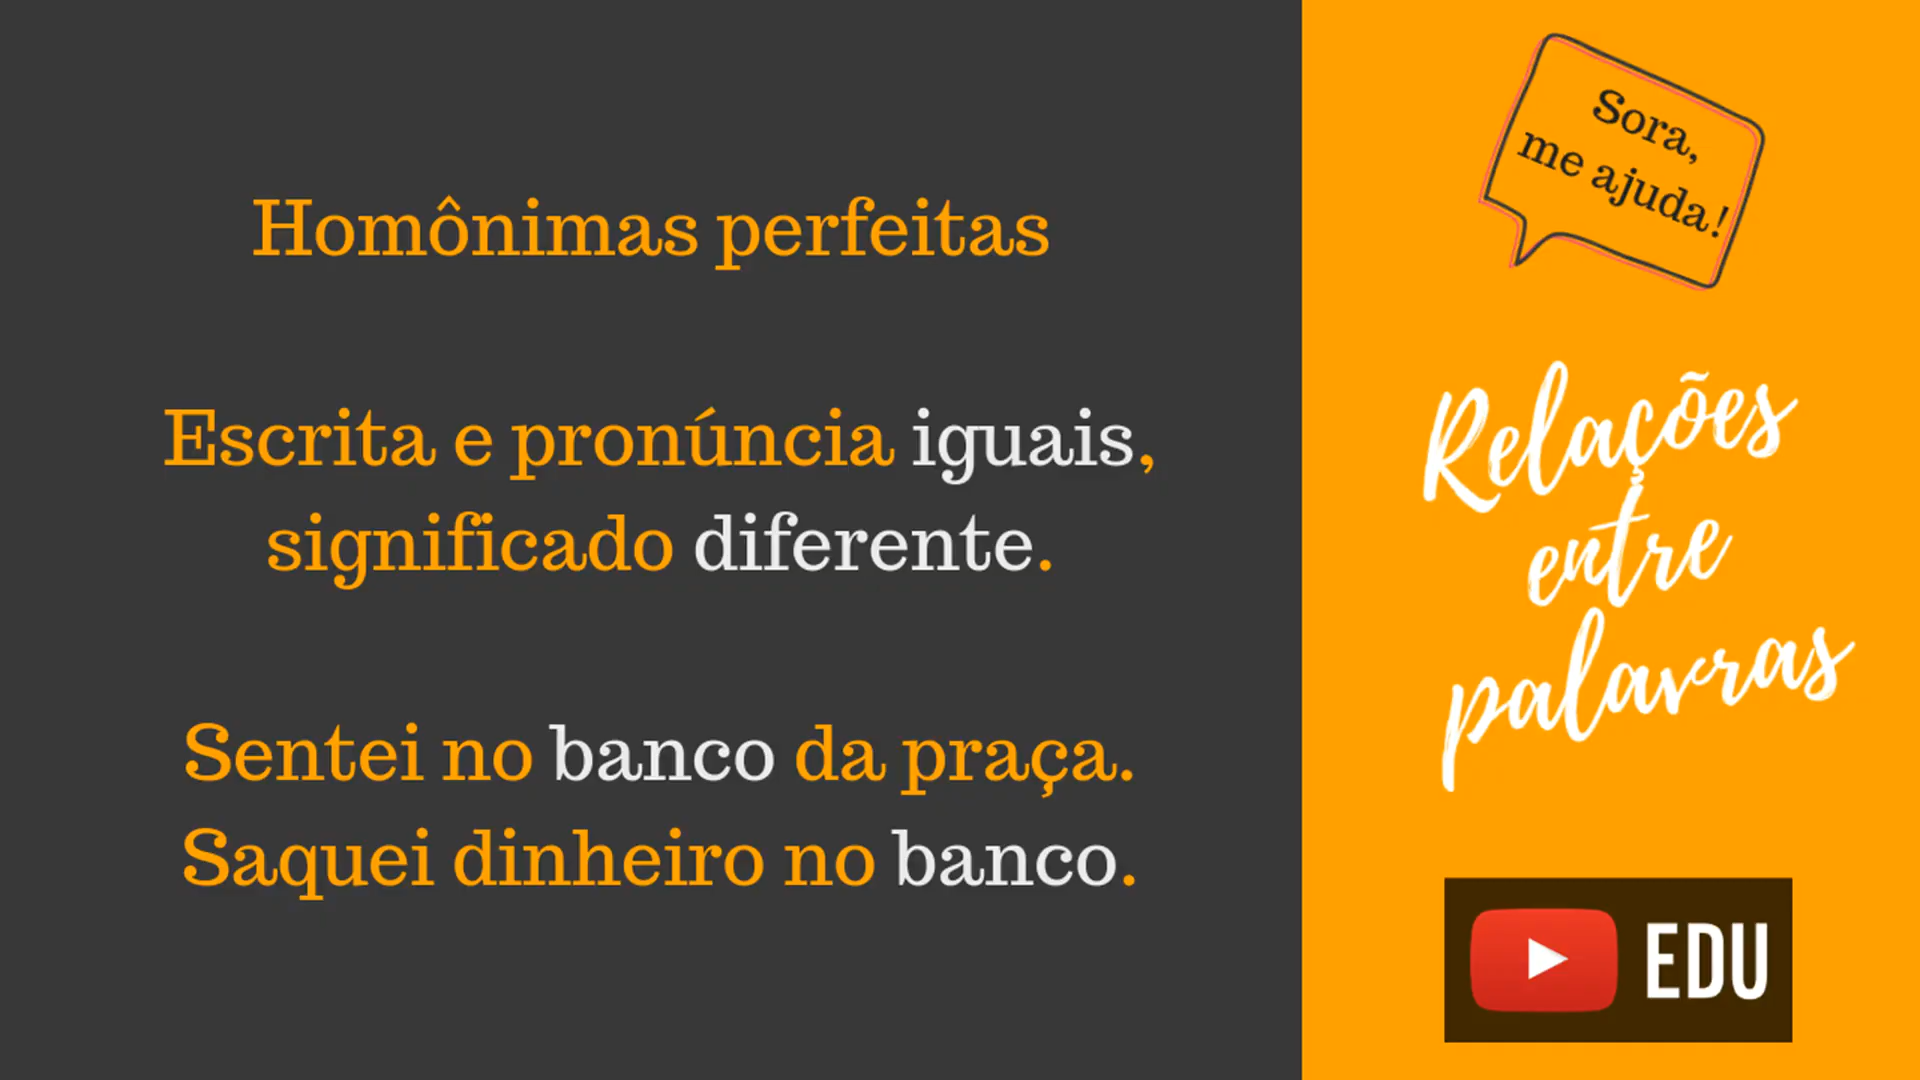 Homônimas perfeitas
Escrita e pronúncia iguais,
significado diferente.
Sentei no banco da praça.
Saquei dinheiro no banco.
Sora,
me ajuda!
Relações
entre
palavras
EDU